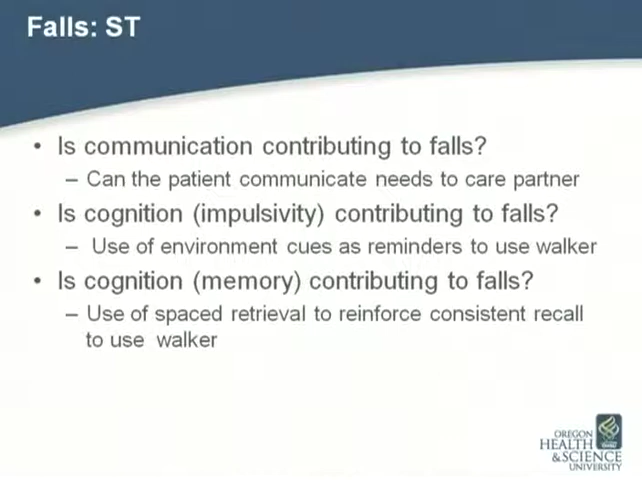 Falls: ST
• Is communication contributing to falls?
– Can the patient communicate needs to care partner
• Is cognition (impulsivity) contributing to falls?
– Use of environment cues as reminders to use walker
• Is cognition (memory) contributing to falls?
– Use of spaced retrieval to reinforce consistent recall
to use walker
OREGON
HEALTH
&SCIENCE
UNIVERSITY